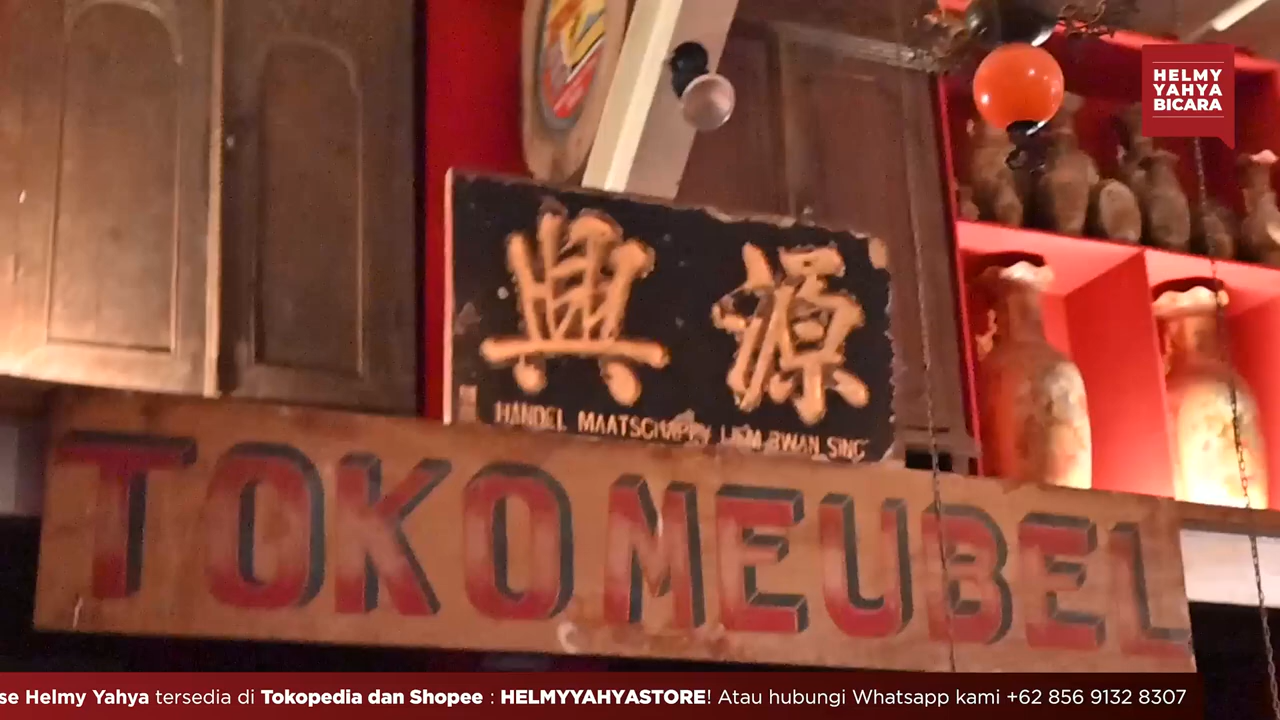 HELMY
YAHYA
BICARA
興 源
HANDEL MAATSCHAPPY LIEM BWAN SING
TOKO MEUBEL
se Helmy Yahya tersedia di Tokopedia dan Shopee : HELMYYAHYASTORE! Atau hubungi Whatsapp kami +62 856 9132 8307